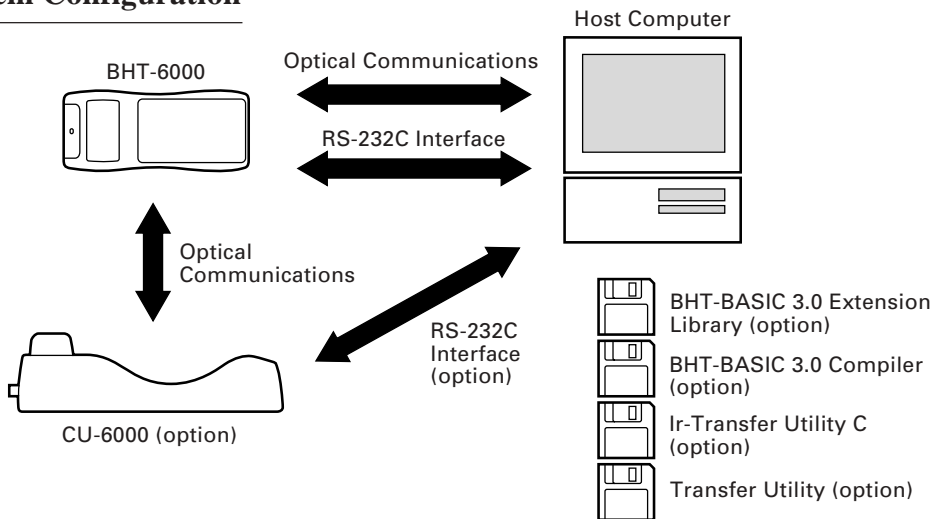 Configuration
Host Computer
BHT-6000
Optical Communications
RS-232C Interface
Optical
Communications
RS-232C
Interface
(option)
CU-6000 (option)
BHT-BASIC 3.0 Extension
Library (option)
BHT-BASIC 3.0 Compiler
(option)
Ir-Transfer Utility C
(option)
Transfer Utility (option)